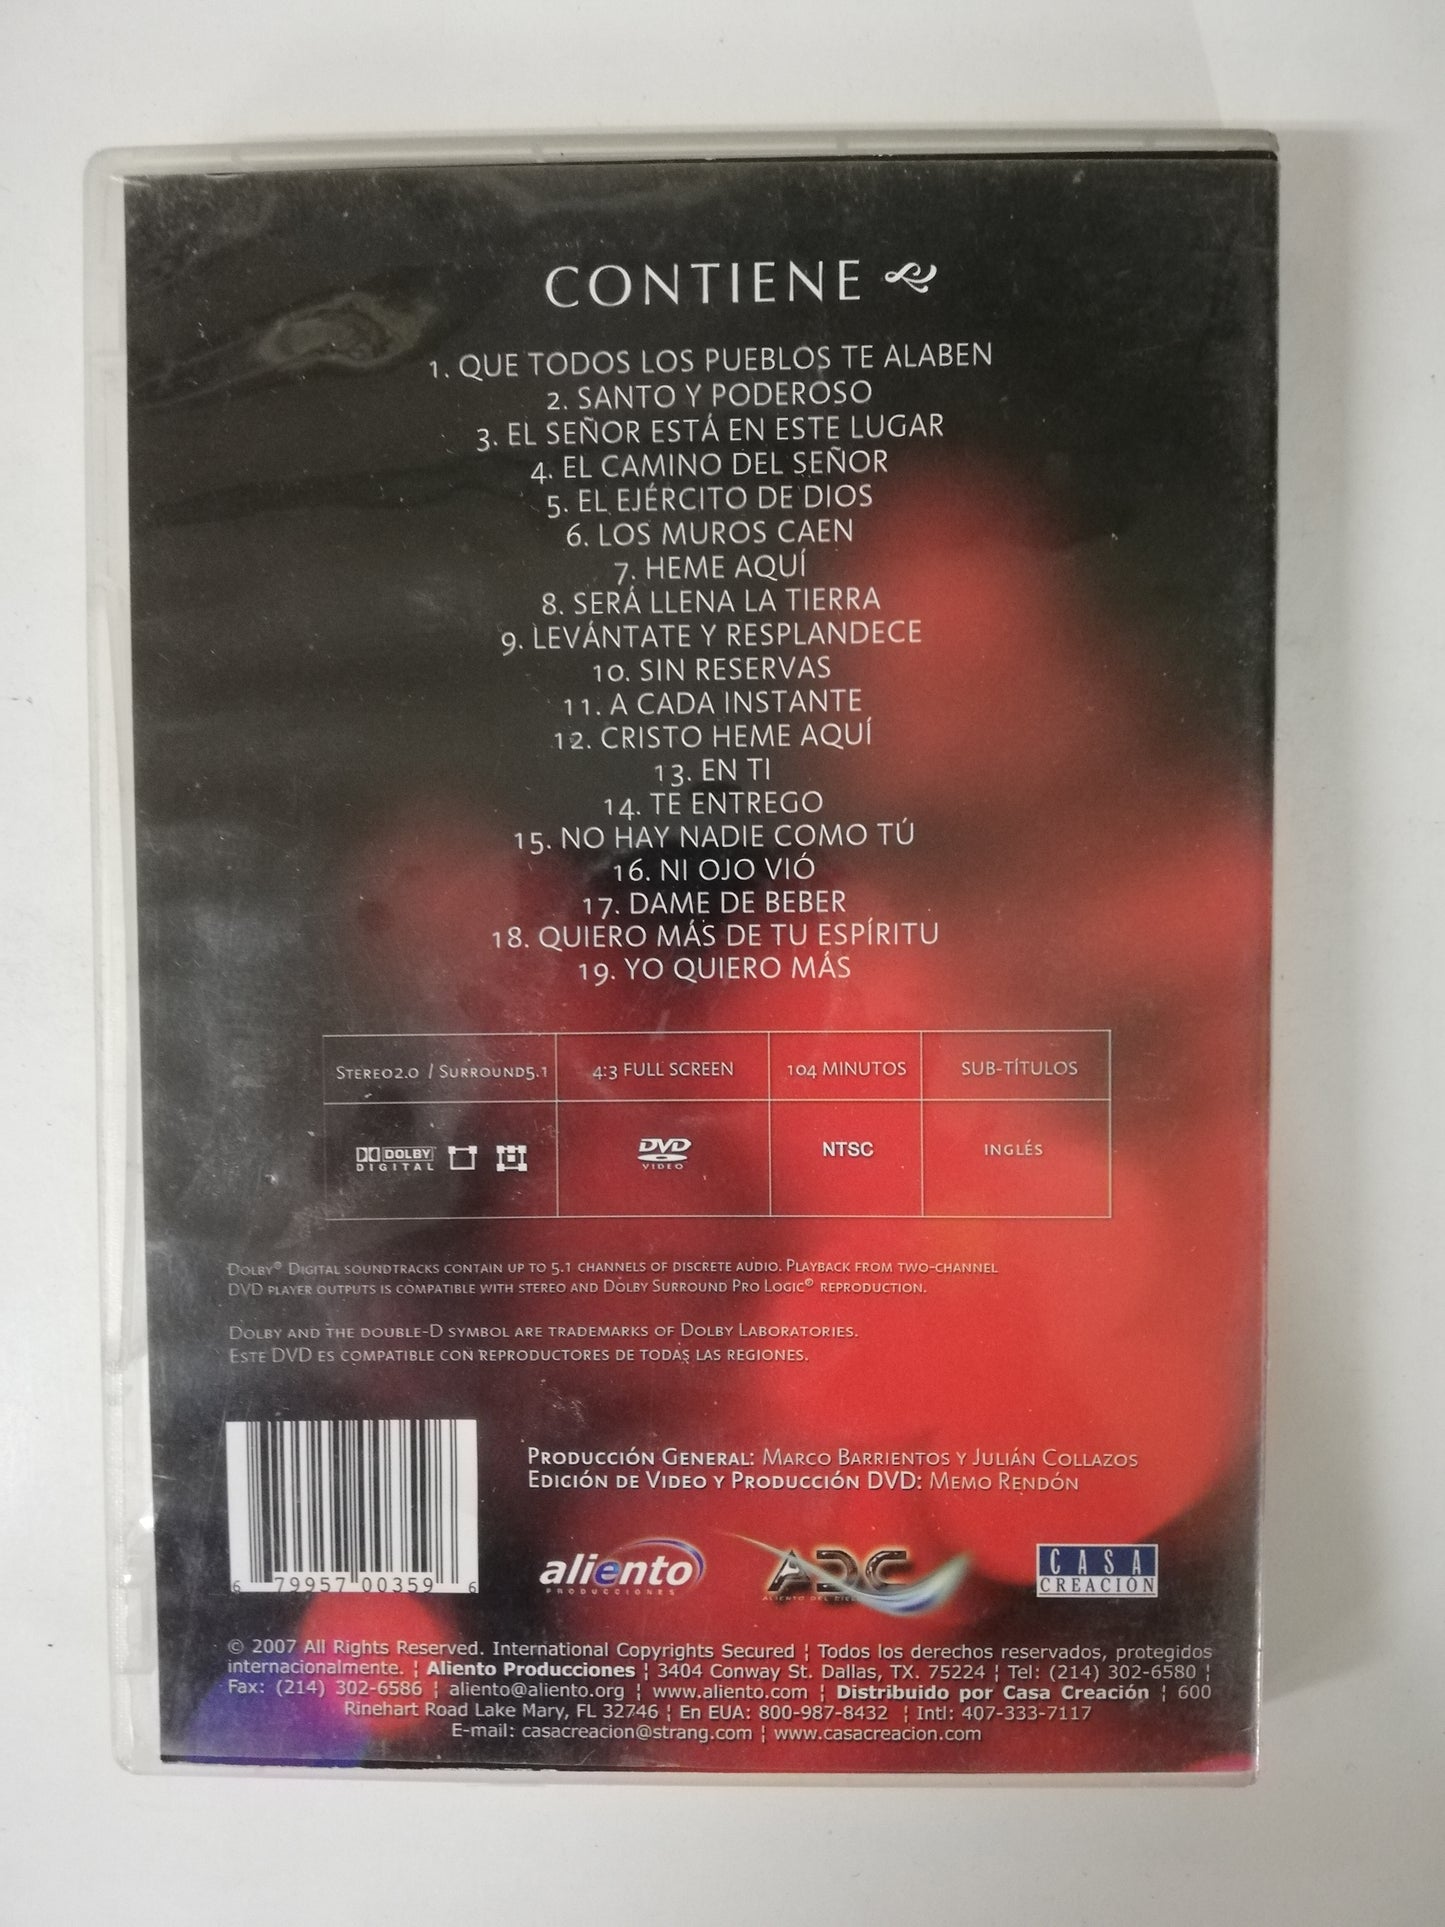 CONTIENE
1. QUE TODOS LOS PUEBLOS TE ALABEN
2. SANTO Y PODEROSO
3. EL SEÑOR ESTÁ EN ESTE LUGAR
4. EL CAMINO DEL SEÑOR
5. EL EJÉRCITO DE DIOS
6. LOS MUROS CAEN
7. HEME AQUÍ
8. SERÁ LLENA LA TIERRA
9. LEVÁNTATE Y RESPLANDECE
10. SIN RESERVAS
11. A CADA INSTANTE
12. CRISTO HEME AQUÍ
13. EN TI
14. TE ENTREGO
15. NO HAY NADIE COMO TÚ
16. NI OJO VIÓ
17. DAME DE BEBER
18. QUIERO MÁS DE TU ESPÍRITU
19. YO QUIERO MÁS
STEREO2.0 / SURROUND5.1 4:3 FULL SCREEN 104 MINUTOS SUB-TÍTULOS
DOLBY DIGITAL DVD VIDEO NTSC INGLÉS
DOLBY® DIGITAL SOUNDTRACKS CONTAIN UP TO 5.1 CHANNELS OF DISCRETE AUDIO. PLAYBACK FROM TWO-CHANNEL
DVD PLAYER OUTPUTS IS COMPATIBLE WITH STEREO AND DOLBY SURROUND PRO LOGIC® REPRODUCTION.
DOLBY AND THE DOUBLE-D SYMBOL ARE TRADEMARKS OF DOLBY LABORATORIES.
ESTE DVD ES COMPATIBLE CON REPRODUCTORES DE TODAS LAS REGIONES.
PRODUCCIÓN GENERAL: MARCO BARRIENTOS Y JULIÁN COLLAZOS
EDICIÓN DE VIDEO Y PRODUCCIÓN DVD: MEMO RENDÓN
6 79957 00359 6
aliento
PRODUCCIONES
ADC
ALIENTO DEL
CASA
CREACIÓN
© 2007 All Rights Reserved. International Copyrights Secured ¦ Todos los derechos reservados, protegidos
internacionalmente. ¦ Aliento Producciones ¦ 3404 Conway St. Dallas, TX. 75224 ¦ Tel: (214) 302-6580 ¦
Fax: (214) 302-6586 ¦ aliento@aliento.org ¦ www.aliento.com ¦ Distribuido por Casa Creación ¦ 600
Rinehart Road Lake Mary, FL 32746 ¦ En EUA: 800-987-8432 ¦ Intl: 407-333-7117
E-mail: casacreacion@strang.com ¦ www.casacreacion.com